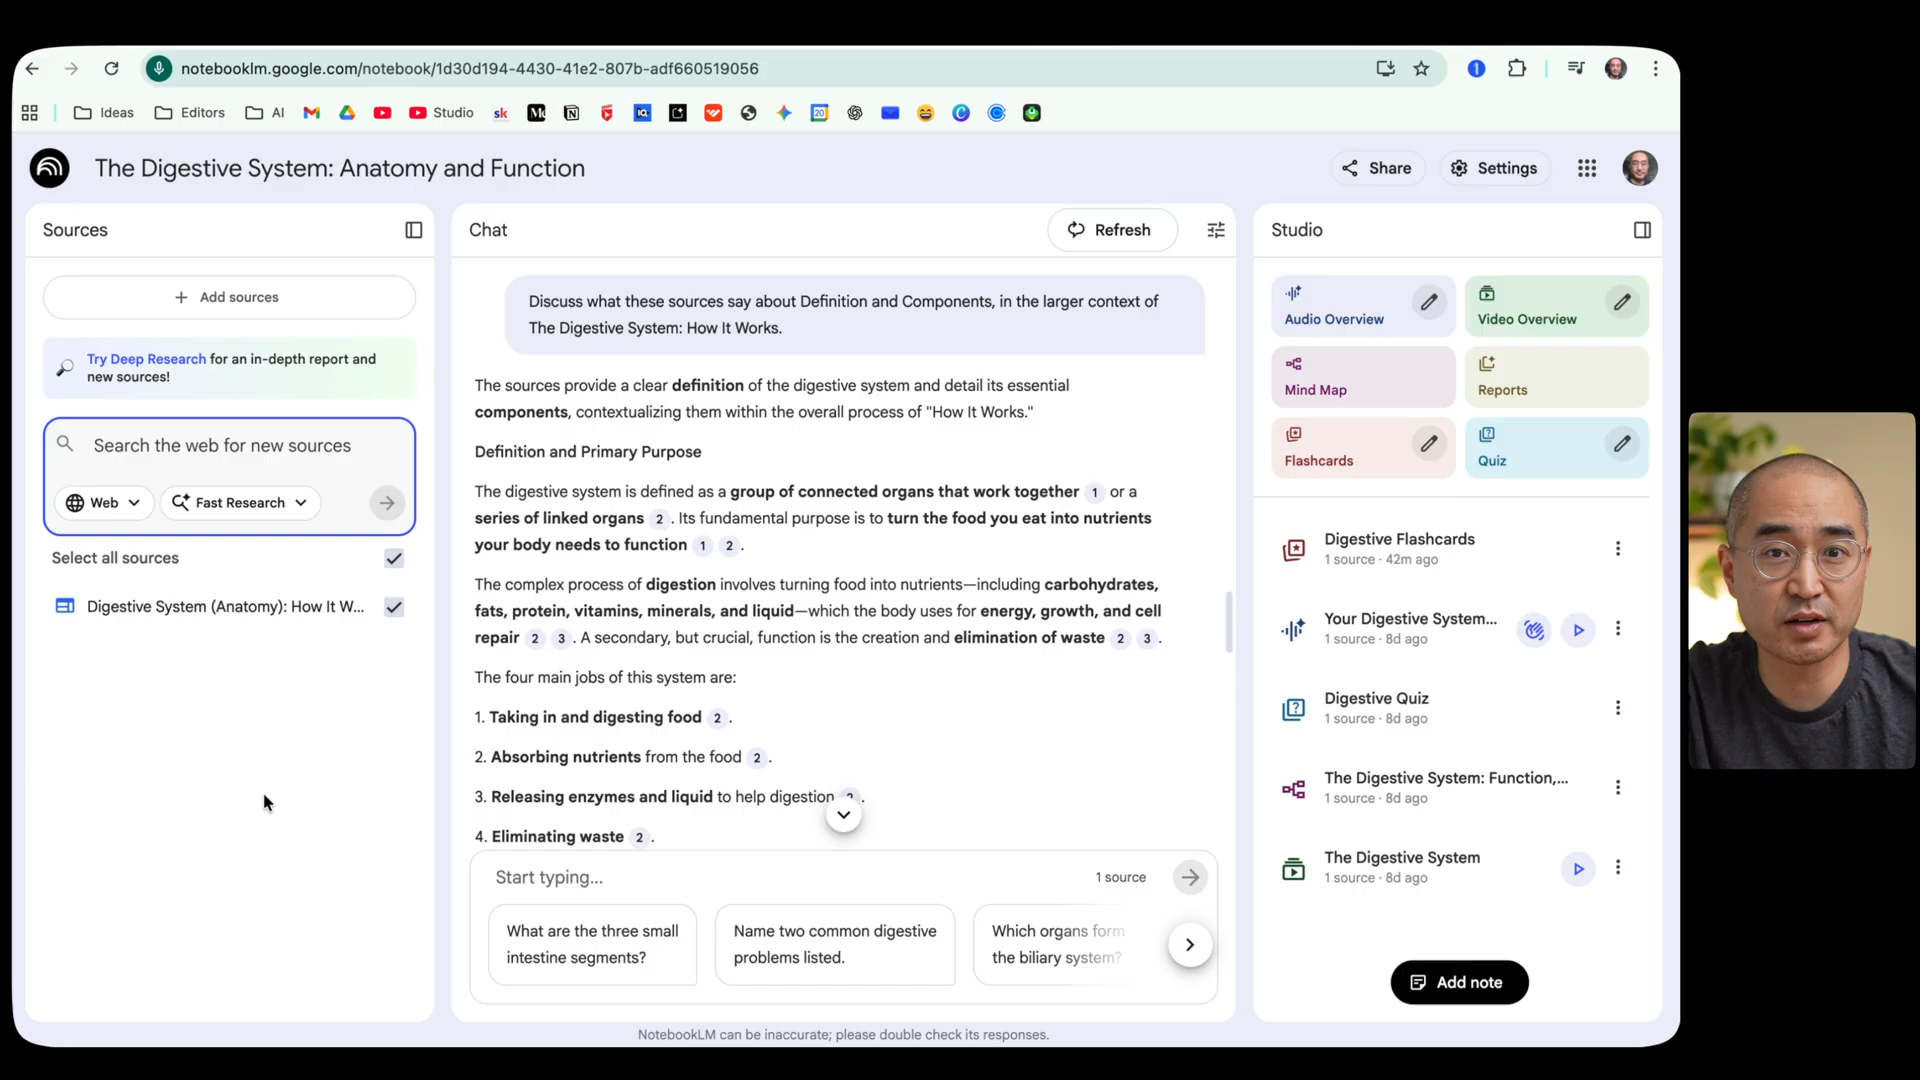 notebooklm.google.com/notebook/1d30d194-4430-41e2-807b-adf660519056
Ideas
Editors
AI
Studio
sk
The Digestive System: Anatomy and Function
Share
Settings
Sources
Add sources
Try Deep Research for an in-depth report and
new sources!
Search the web for new sources
Web
Fast Research
Select all sources
Digestive System (Anatomy): How It W...
Chat
Refresh
Discuss what these sources say about Definition and Components, in the larger context of
The Digestive System: How It Works.
The sources provide a clear definition of the digestive system and detail its essential
components, contextualizing them within the overall process of "How It Works."
Definition and Primary Purpose
The digestive system is defined as a group of connected organs that work together 1 or a
series of linked organs 2 . Its fundamental purpose is to turn the food you eat into nutrients
your body needs to function 1 2 .
The complex process of digestion involves turning food into nutrients—including carbohydrates,
fats, protein, vitamins, minerals, and liquid—which the body uses for energy, growth, and cell
repair 2 3 . A secondary, but crucial, function is the creation and elimination of waste 2 3 .
The four main jobs of this system are:
1. Taking in and digesting food 2 .
2. Absorbing nutrients from the food 2 .
3. Releasing enzymes and liquid to help digestion .
4. Eliminating waste 2 .
Start typing...
1 source
What are the three small
intestine segments?
Name two common digestive
problems listed.
Which organs form
the biliary system?
NotebookLM can be inaccurate; please double check its responses.
Studio
Audio Overview
Video Overview
Mind Map
Reports
Flashcards
Quiz
Digestive Flashcards
1 source · 42m ago
Your Digestive System...
1 source · 8d ago
Digestive Quiz
1 source · 8d ago
The Digestive System: Function,...
1 source · 8d ago
The Digestive System
1 source · 8d ago
Add note